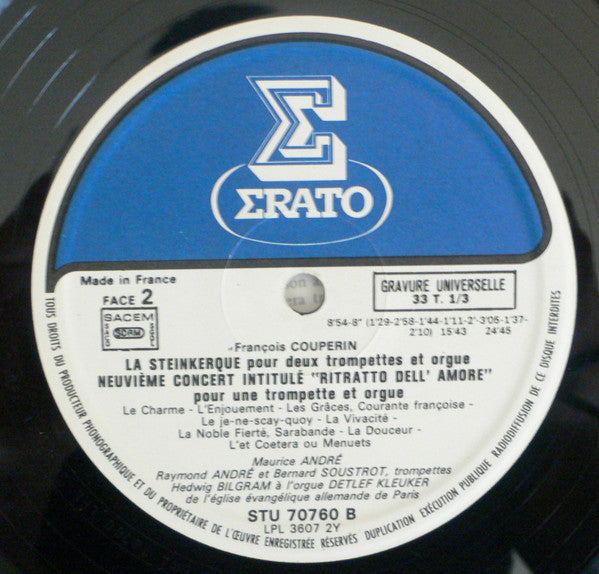 Σ
ΣRATO
Made in France
FACE 2
SACEM
SACD SDRM SGDL
GRAVURE UNIVERSELLE
33 T. 1/3
8'54-8" (1'29-2'58-1'44-1'11-2'-3'05-1'37-
2'10) 15'43 24'45
François COUPERIN
LA STEINKERQUE pour deux trompettes et orgue
NEUVIÈME CONCERT INTITULÉ "RITRATTO DELL' AMORE"
pour une trompette et orgue
Le Charme - L'Enjouement - Les Grâces, Courante françoise -
Le je-ne-scay-quoy - La Vivacité -
La Noble Fierté, Sarabande - La Douceur -
L'et Coetera ou Menuets
Maurice ANDRÉ
Raymond ANDRÉ et Bernard SOUSTROT, trompettes
Hedwig BILGRAM à l'orgue DETLEF KLEUKER
de l'église évangélique allemande de Paris
STU 70760 B
LPL 3607 2Y
TOUS DROITS DU PRODUCTEUR PHONOGRAPHIQUE ET DU PROPRIÉTAIRE DE L'ŒUVRE ENREGISTRÉE RÉSERVÉS DUPLICATION EXÉCUTION PUBLIQUE RADIODIFFUSION DE CE DISQUE INTERDITES